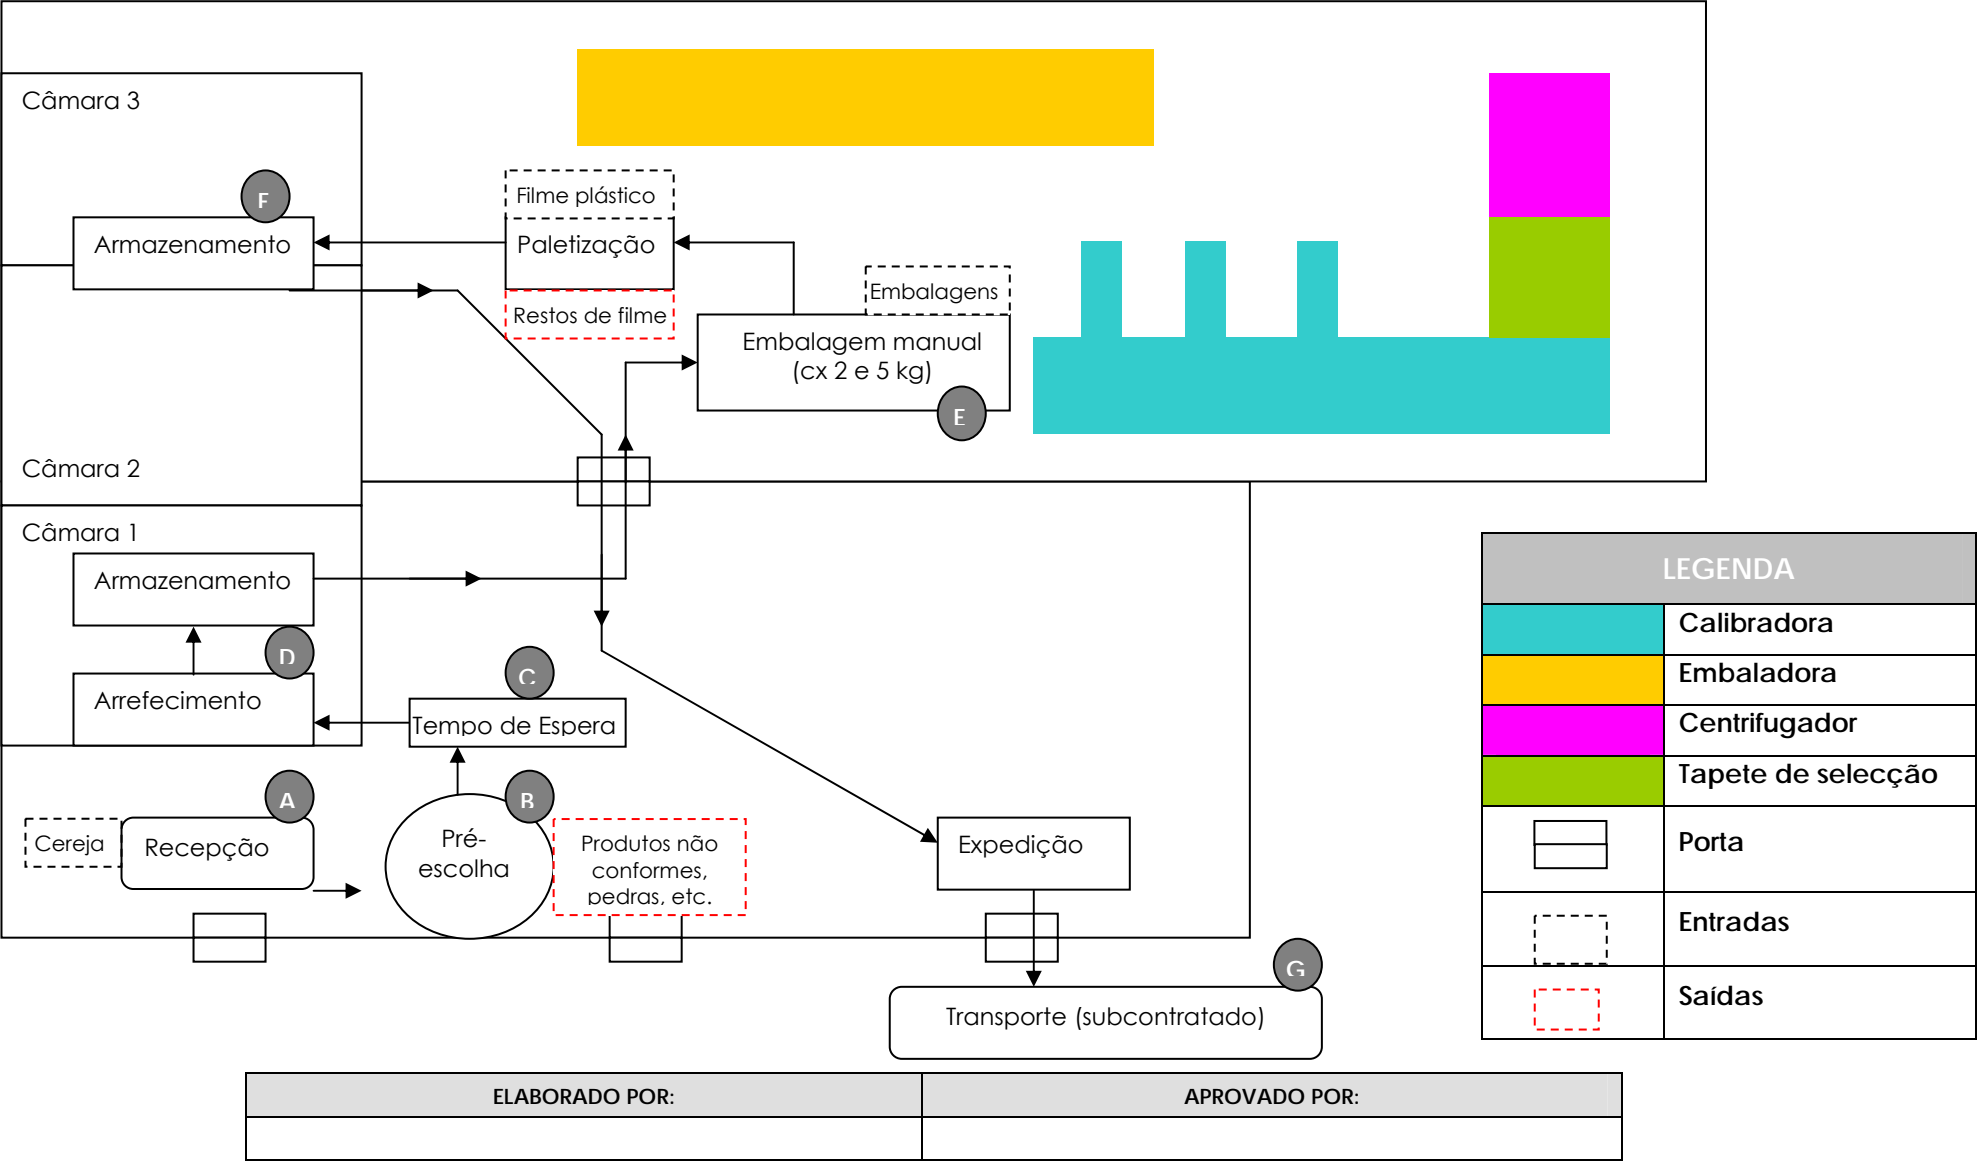 Câmara 3
F
Armazenamento
Filme plástico
Paletização
Restos de filme
Embalagens
Embalagem manual
(cx 2 e 5 kg)
E
Câmara 2
Câmara 1
Armazenamento
D
Arrefecimento
C
Tempo de Espera
A
Cereja
Recepção
B
Pré-
escolha
Produtos não
conformes,
pedras, etc.
Expedição
G
Transporte (subcontratado)
LEGENDA
Calibradora
Embaladora
Centrifugador
Tapete de selecção
Porta
Entradas
Saídas
ELABORADO POR:
APROVADO POR: